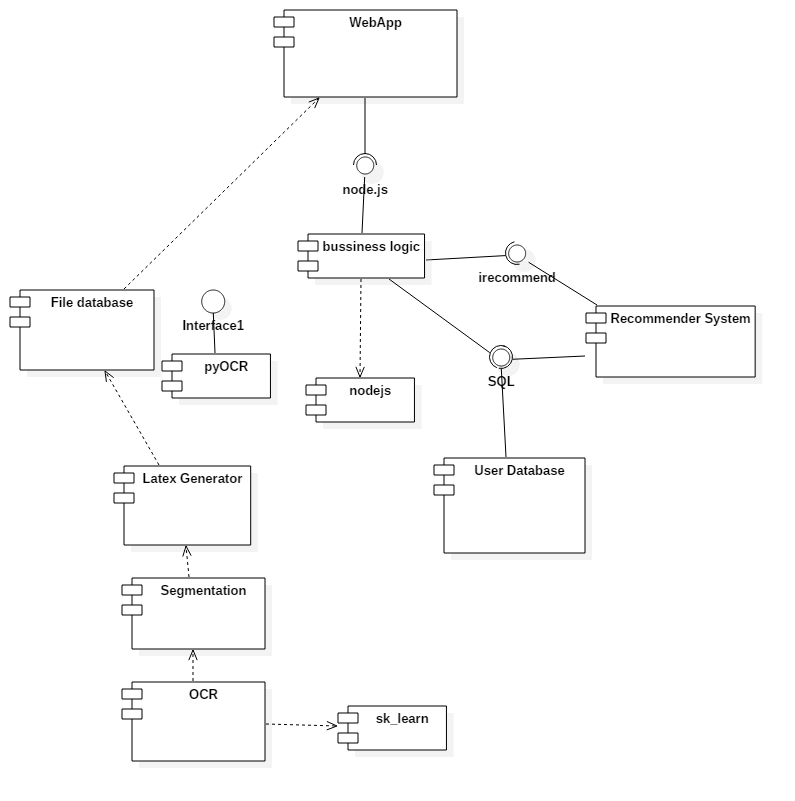 WebApp
node.js
bussiness logic
irecommend
File database
Interface1
Recommender System
pyOCR
nodejs
SQL
Latex Generator
User Database
Segmentation
OCR
sk_learn